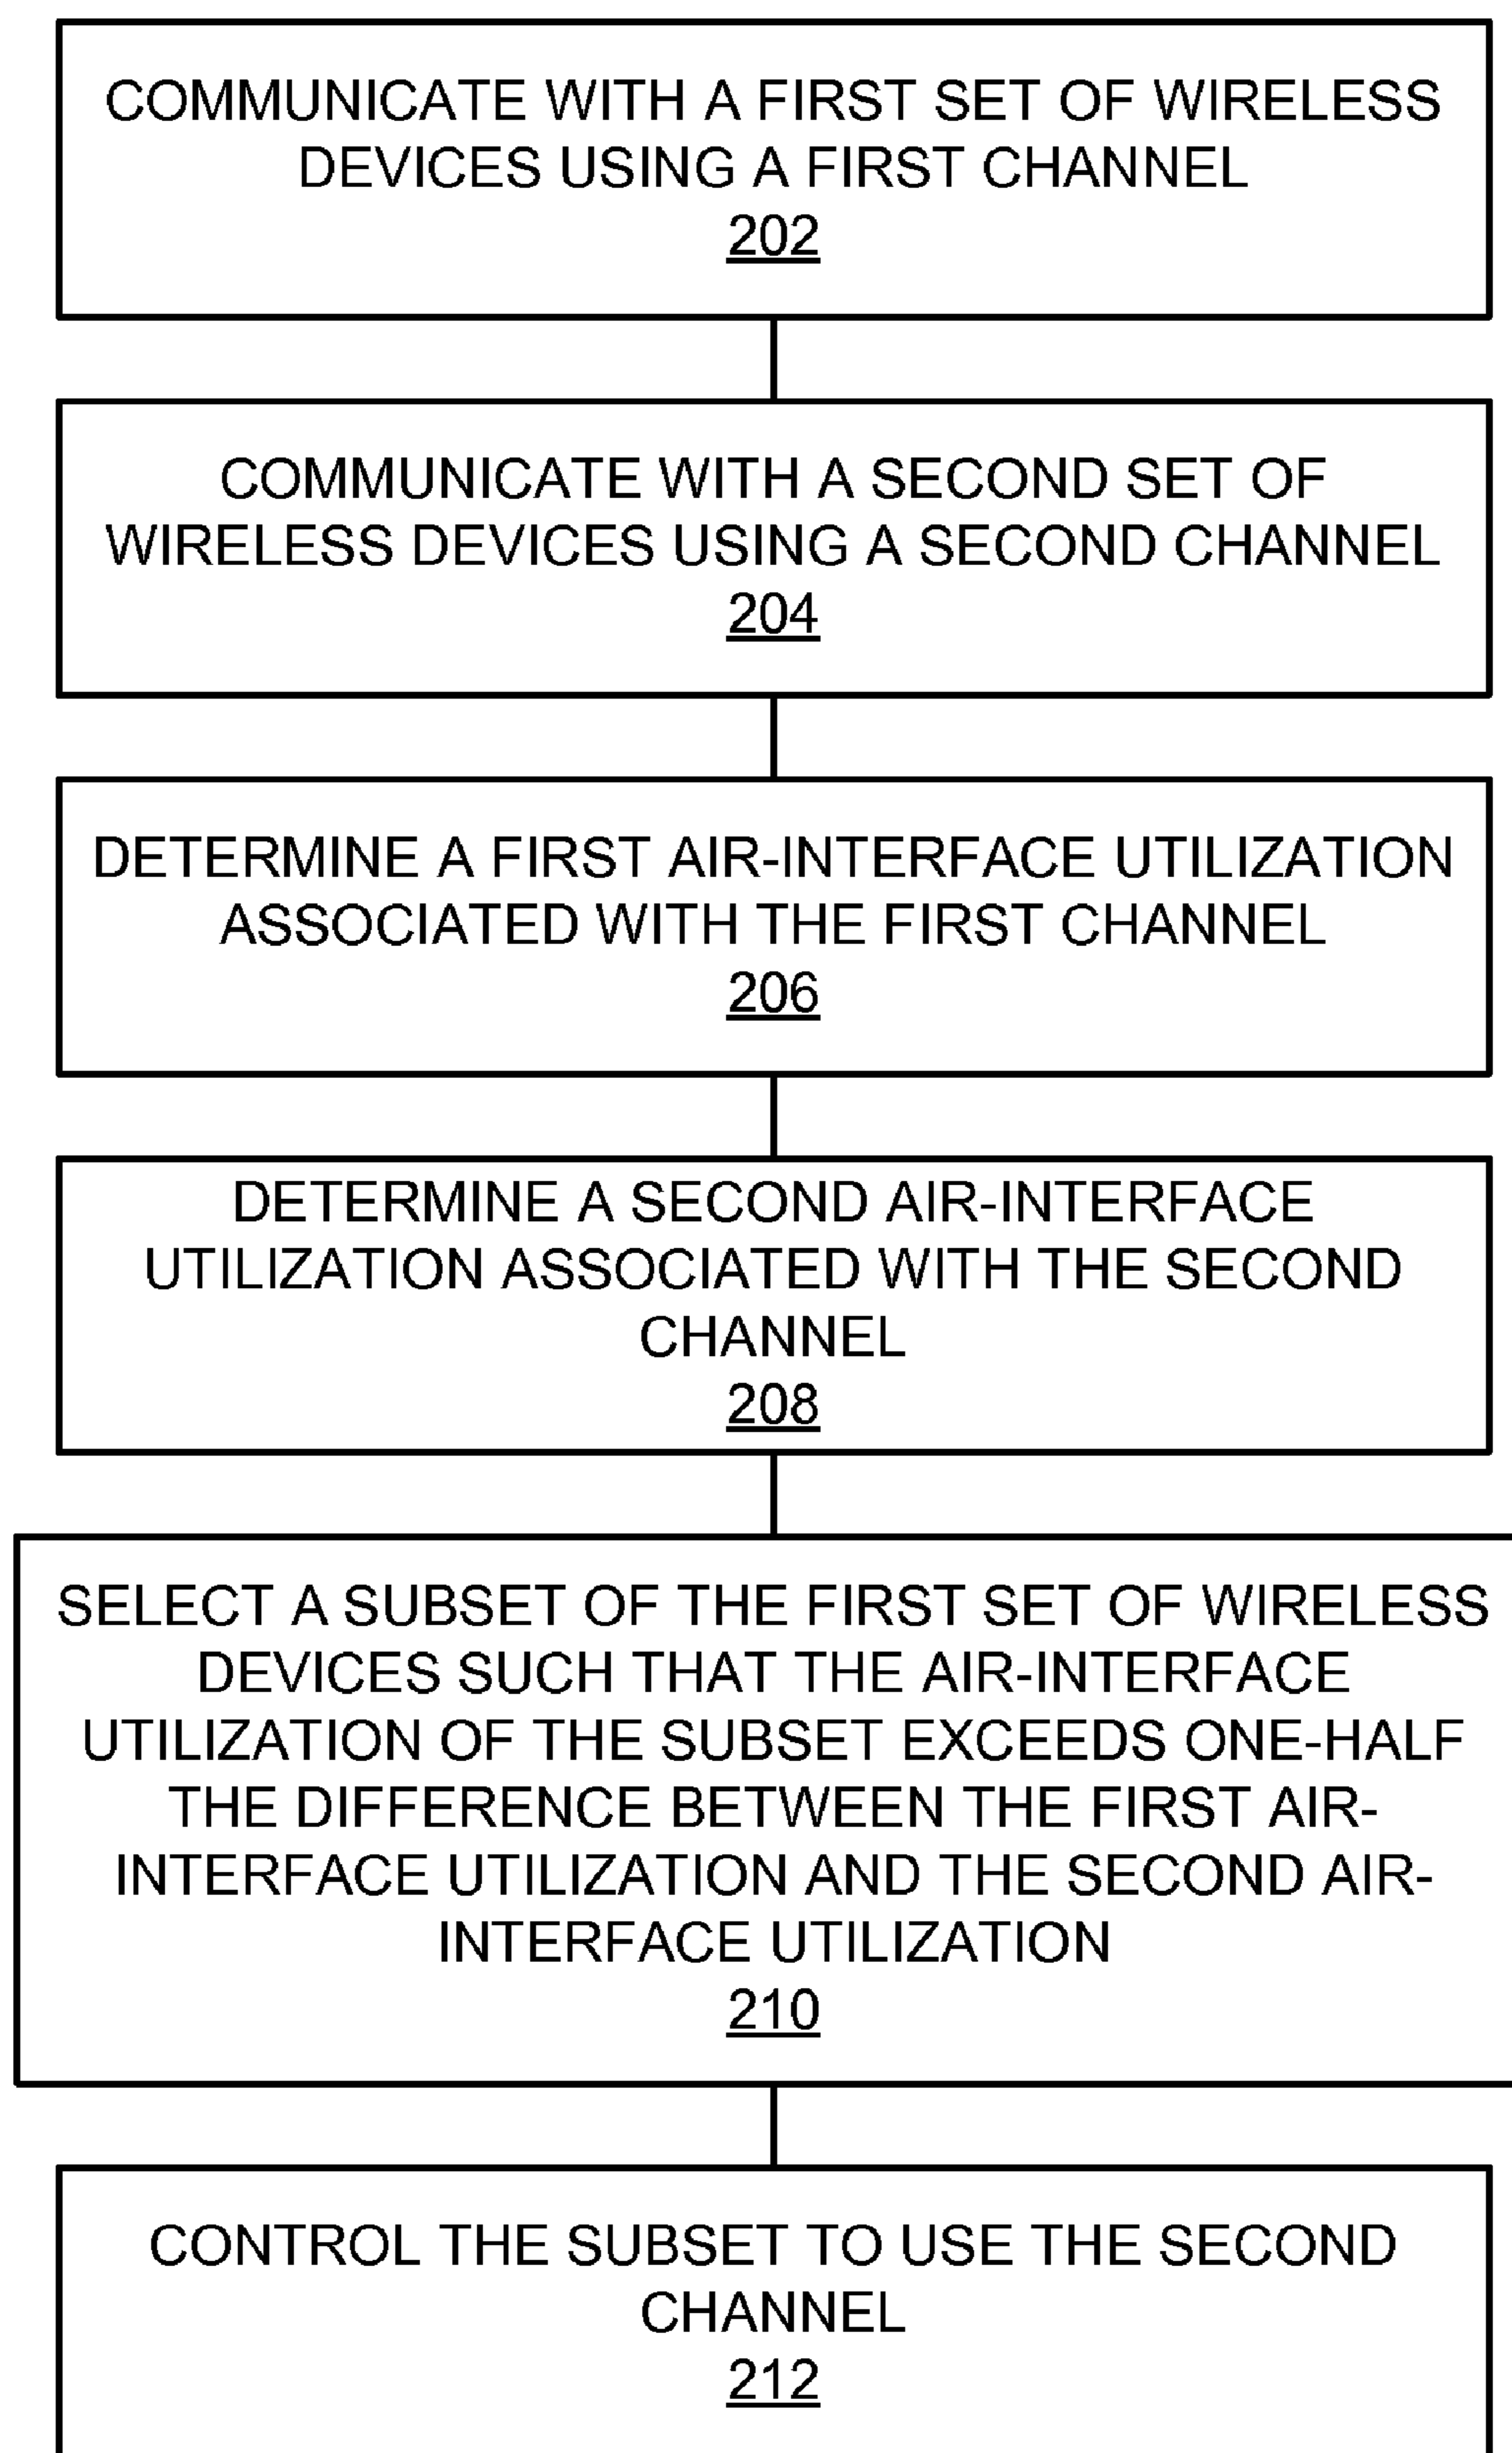 COMMUNICATE WITH A FIRST SET OF WIRELESS
DEVICES USING A FIRST CHANNEL
202
COMMUNICATE WITH A SECOND SET OF
WIRELESS DEVICES USING A SECOND CHANNEL
204
DETERMINE A FIRST AIR-INTERFACE UTILIZATION
ASSOCIATED WITH THE FIRST CHANNEL
206
DETERMINE A SECOND AIR-INTERFACE
UTILIZATION ASSOCIATED WITH THE SECOND
CHANNEL
208
SELECT A SUBSET OF THE FIRST SET OF WIRELESS
DEVICES SUCH THAT THE AIR-INTERFACE
UTILIZATION OF THE SUBSET EXCEEDS ONE-HALF
THE DIFFERENCE BETWEEN THE FIRST AIR-
INTERFACE UTILIZATION AND THE SECOND AIR-
INTERFACE UTILIZATION
210
CONTROL THE SUBSET TO USE THE SECOND
CHANNEL
212